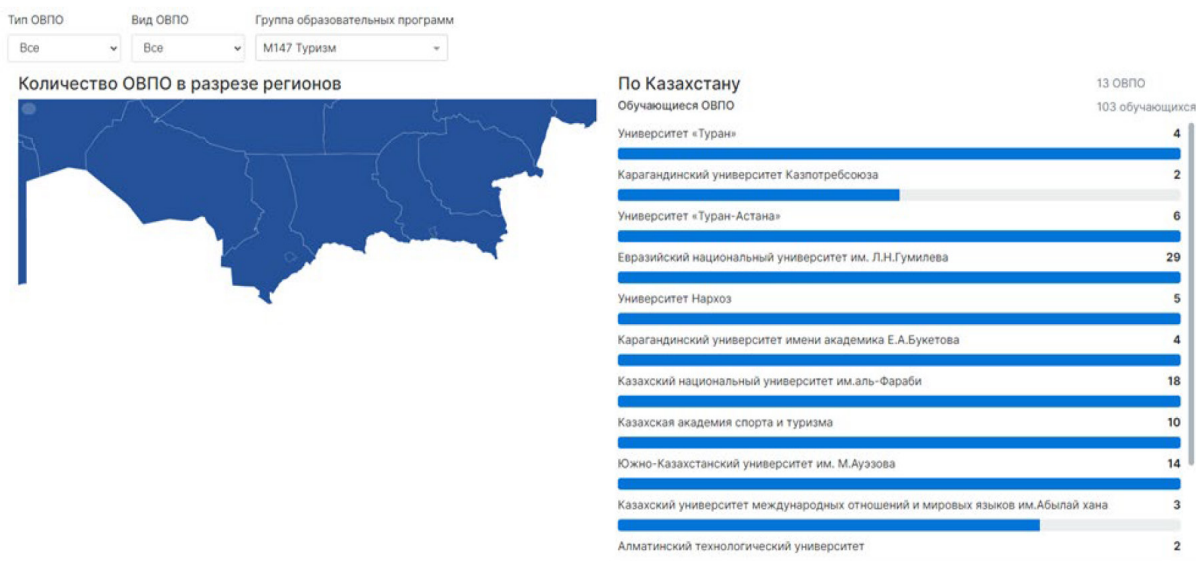 Тип ОВПО
Вид ОВПО
Группа образовательных программ
Все
Все
М147 Туризм
Количество ОВПО в разрезе регионов
По Казахстану
13 ОВПО
Обучающиеся ОВПО
103 обучающихся
Университет «Туран»
4
Карагандинский университет Казпотребсоюза
2
Университет «Туран-Астана»
6
Евразийский национальный университет им. Л.Н.Гумилева
29
Университет Нархоз
5
Карагандинский университет имени академика Е.А.Букетова
4
Казахский национальный университет им.аль-Фараби
18
Казахская академия спорта и туризма
10
Южно-Казахстанский университет им. М.Ауэзова
14
Казахский университет международных отношений и мировых языков им.Абылай хана
3
Алматинский технологический университет
2